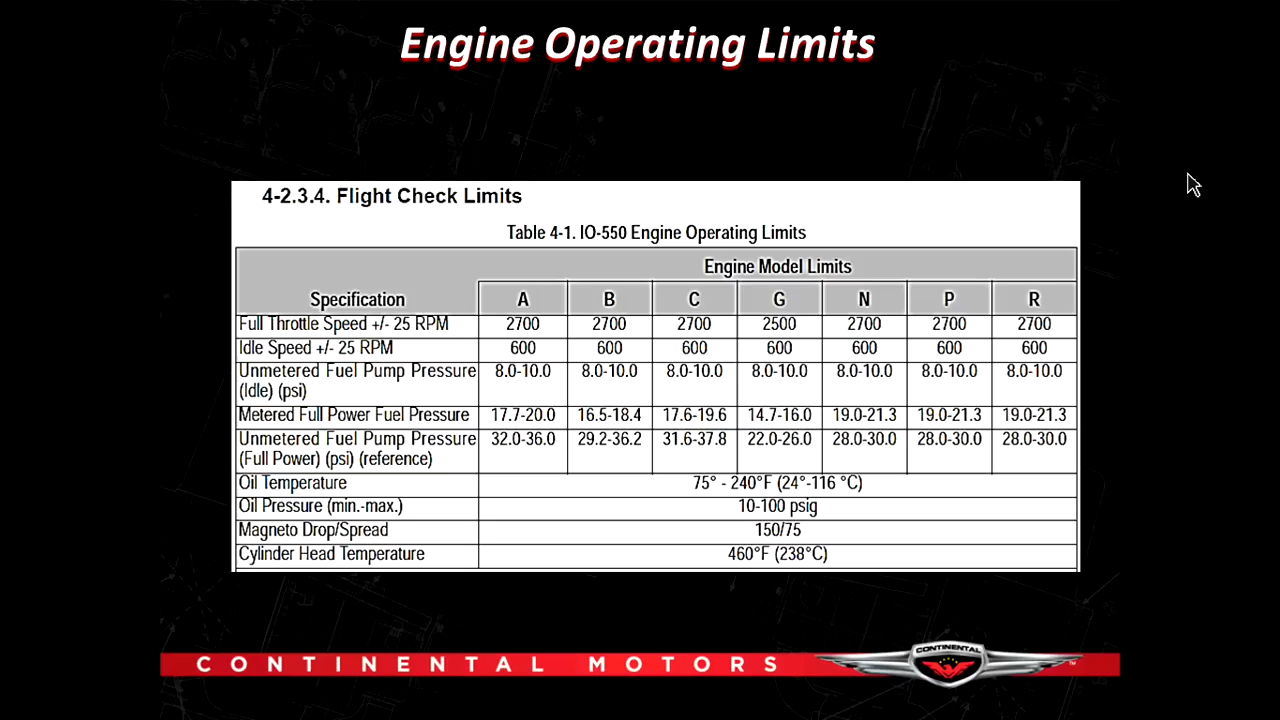 Engine Operating Limits
4-2.3.4. Flight Check Limits
Table 4-1. IO-550 Engine Operating Limits
Engine Model Limits
Specification A B C G N P R
Full Throttle Speed +/- 25 RPM 2700 2700 2700 2500 2700 2700 2700
Idle Speed +/- 25 RPM 600 600 600 600 600 600 600
Unmetered Fuel Pump Pressure 8.0-10.0 8.0-10.0 8.0-10.0 8.0-10.0 8.0-10.0 8.0-10.0 8.0-10.0
(Idle) (psi)
Metered Full Power Fuel Pressure 17.7-20.0 16.5-18.4 17.6-19.6 14.7-16.0 19.0-21.3 19.0-21.3 19.0-21.3
Unmetered Fuel Pump Pressure 32.0-36.0 29.2-36.2 31.6-37.8 22.0-26.0 28.0-30.0 28.0-30.0 28.0-30.0
(Full Power) (psi) (reference)
Oil Temperature 75° - 240°F (24°-116 °C)
Oil Pressure (min.-max.) 10-100 psig
Magneto Drop/Spread 150/75
Cylinder Head Temperature 460°F (238°C)
CONTINENTAL MOTORS
CONTINENTAL
™